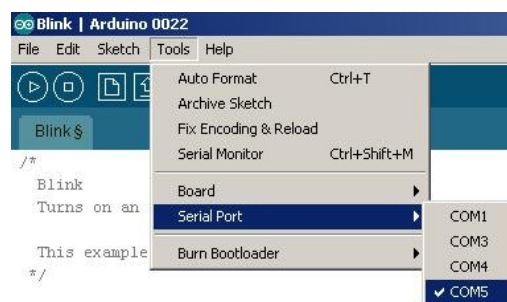 Blink | Arduino 0022
File Edit Sketch Tools Help
Auto Format Ctrl+T
Archive Sketch
Fix Encoding & Reload
Serial Monitor Ctrl+Shift+M
Board
Serial Port
Burn Bootloader
COM1
COM3
COM4
COM5
Blink §
/*
Blink
Turns on an
This example
*/